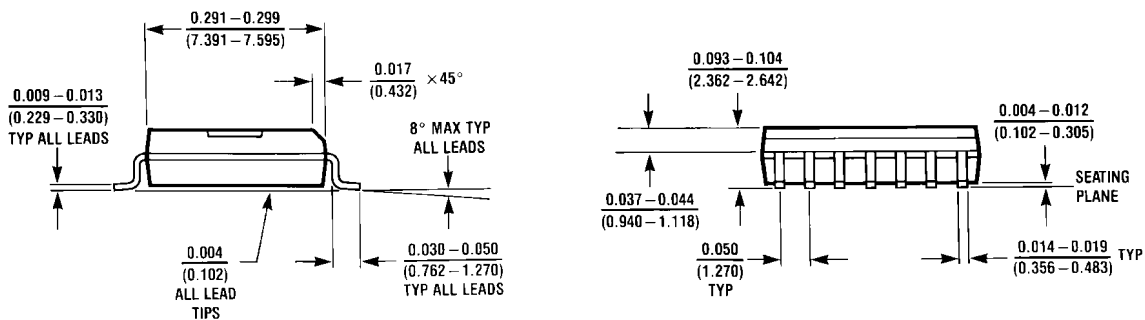 0.291–0.299
(7.391–7.595)
0.017
(0.432)
×45°
0.009–0.013
(0.229–0.330)
TYP ALL LEADS
8° MAX TYP
ALL LEADS
0.004
(0.102)
ALL LEAD
TIPS
0.030–0.050
(0.762–1.270)
TYP ALL LEADS
0.093–0.104
(2.362–2.642)
0.004–0.012
(0.102–0.305)
SEATING
PLANE
0.037–0.044
(0.940–1.118)
0.050
(1.270)
TYP
0.014–0.019
(0.356–0.483)
TYP